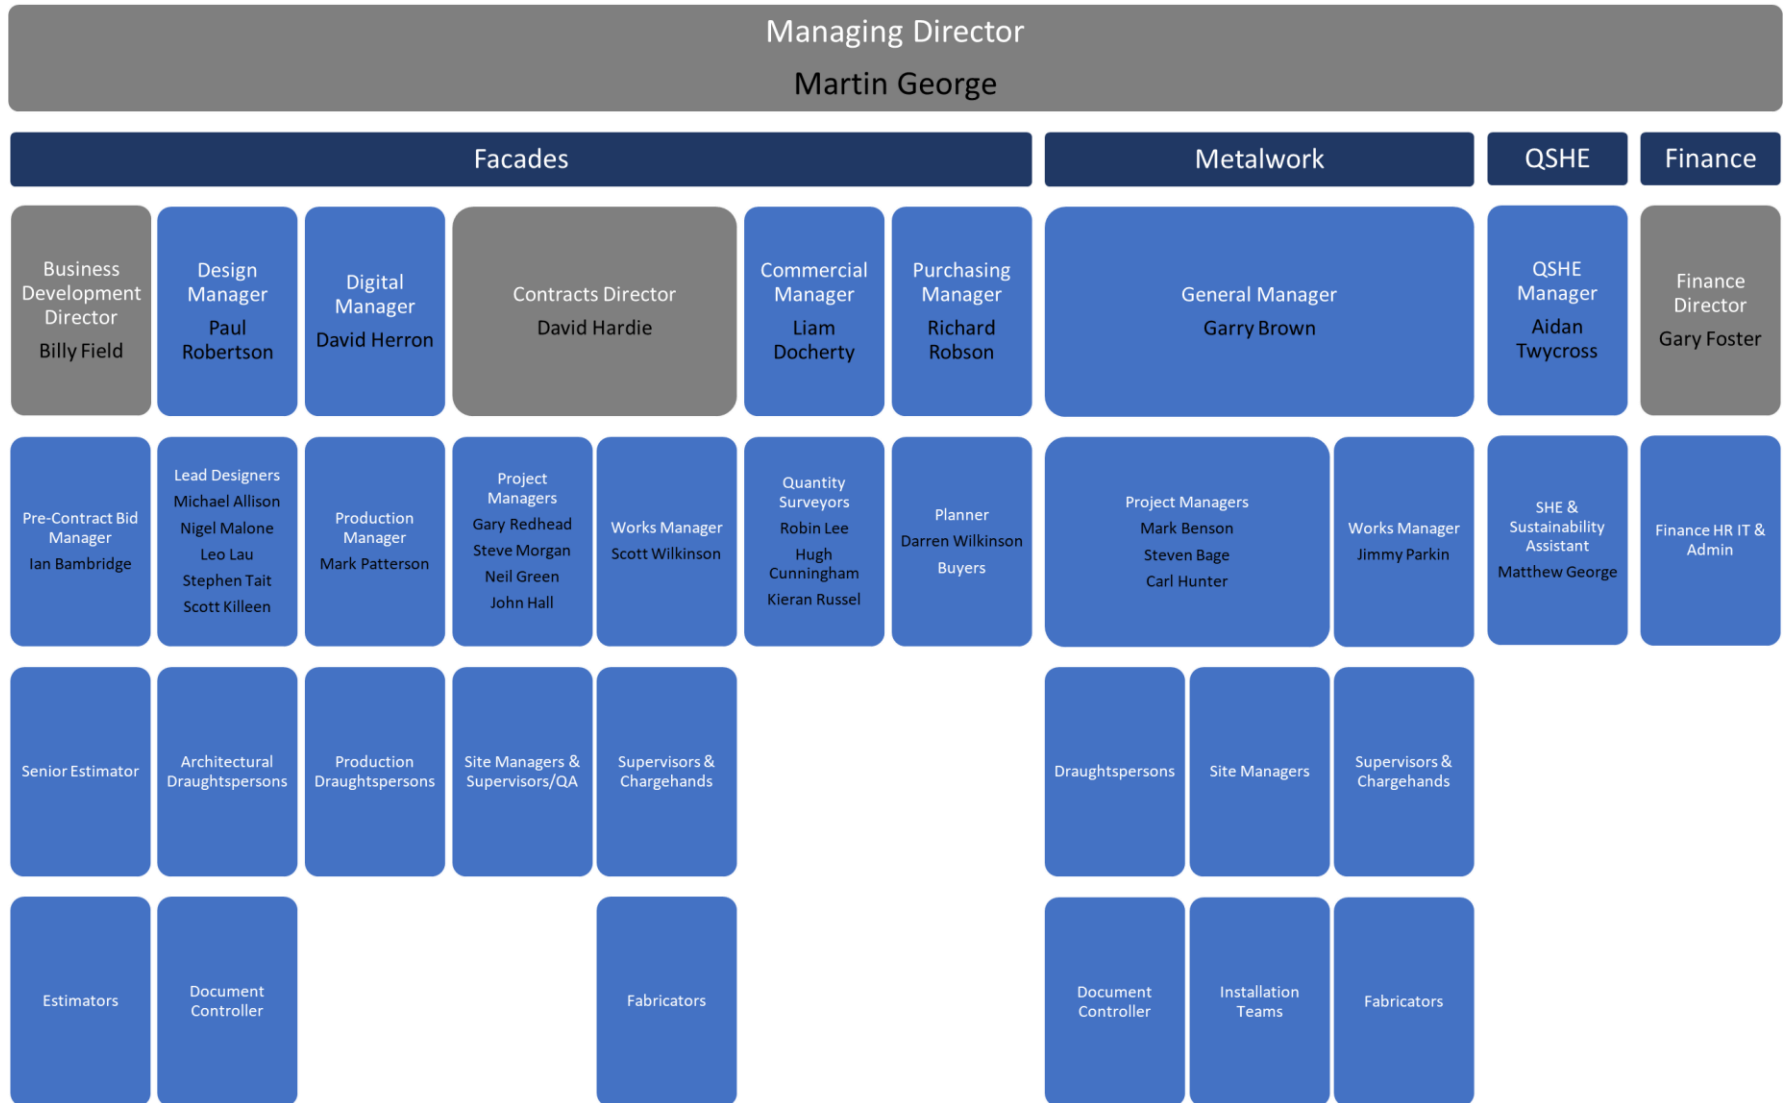 Managing Director
Martin George
Facades
Metalwork
QSHE
Finance
Business
Development
Director
Billy Field
Design
Manager
Paul
Robertson
Digital
Manager
David Herron
Contracts Director
David Hardie
Commercial
Manager
Liam
Docherty
Purchasing
Manager
Richard
Robson
General Manager
Garry Brown
QSHE
Manager
Aidan
Twycross
Finance
Director
Gary Foster
Pre-Contract Bid
Manager
Ian Bambridge
Lead Designers
Michael Allison
Nigel Malone
Leo Lau
Stephen Tait
Scott Killeen
Production
Manager
Mark Patterson
Project
Managers
Gary Redhead
Steve Morgan
Neil Green
John Hall
Works Manager
Scott Wilkinson
Quantity
Surveyors
Robin Lee
Hugh
Cunningham
Kieran Russel
Planner
Darren Wilkinson
Buyers
Project Managers
Mark Benson
Steven Bage
Carl Hunter
Works Manager
Jimmy Parkin
SHE &
Sustainability
Assistant
Matthew George
Finance HR IT &
Admin
Senior Estimator
Architectural
Draughtspersons
Production
Draughtspersons
Site Managers &
Supervisors/QA
Supervisors &
Chargehands
Draughtspersons
Site Managers
Supervisors &
Chargehands
Estimators
Document
Controller
Fabricators
Document
Controller
Installation
Teams
Fabricators